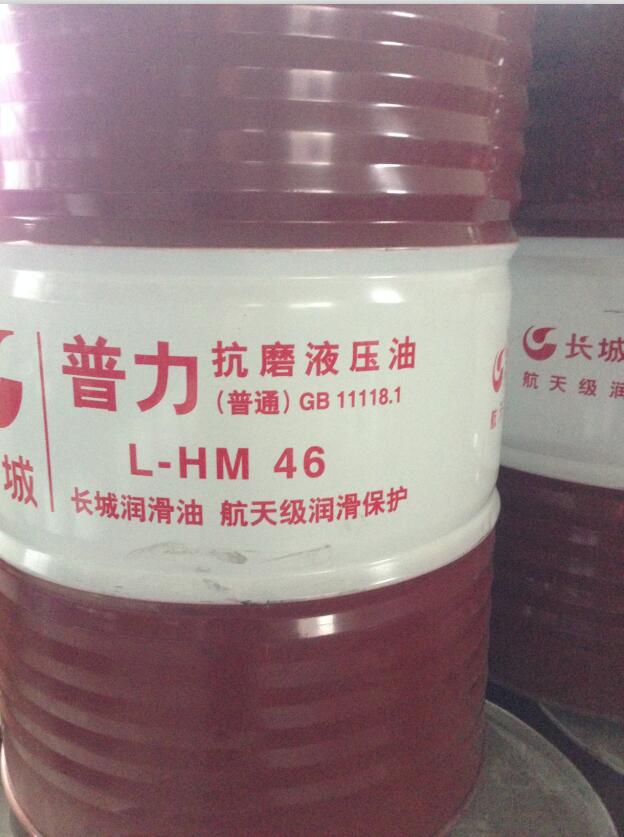 普力
抗磨液压油
（普通）GB 11118.1
L-HM 46
长城润滑油 航天级润滑保护
城
长城
航天级润